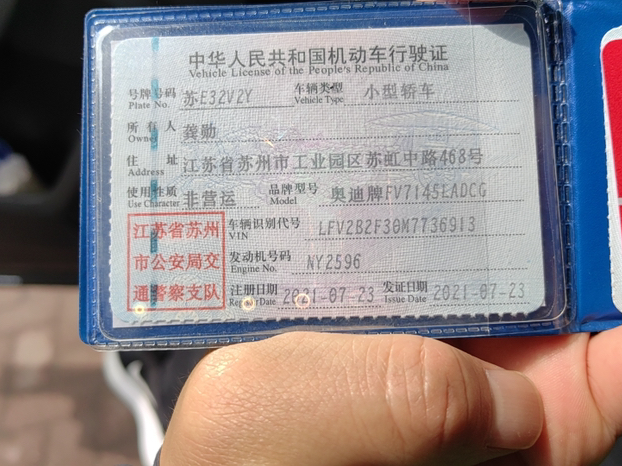 中华人民共和国机动车行驶证
Vehicle License of the People's Republic of China
号牌号码 苏E32V2Y 车辆类型 小型轿车
Plate No. Vehicle Type
所有人 龚勋
Owner
住址 江苏省苏州市工业园区苏虹中路468号
Address
使用性质 非营运 品牌型号 奥迪牌FV7145LADCG
Use Character Model
江苏省苏州 车辆识别代号 LFV2B2F30M7736913
VIN
市公安局交 发动机号码 NY2596
Engine No.
通警察支队 注册日期 2021-07-23 发证日期 2021-07-23
Register Date Issue Date